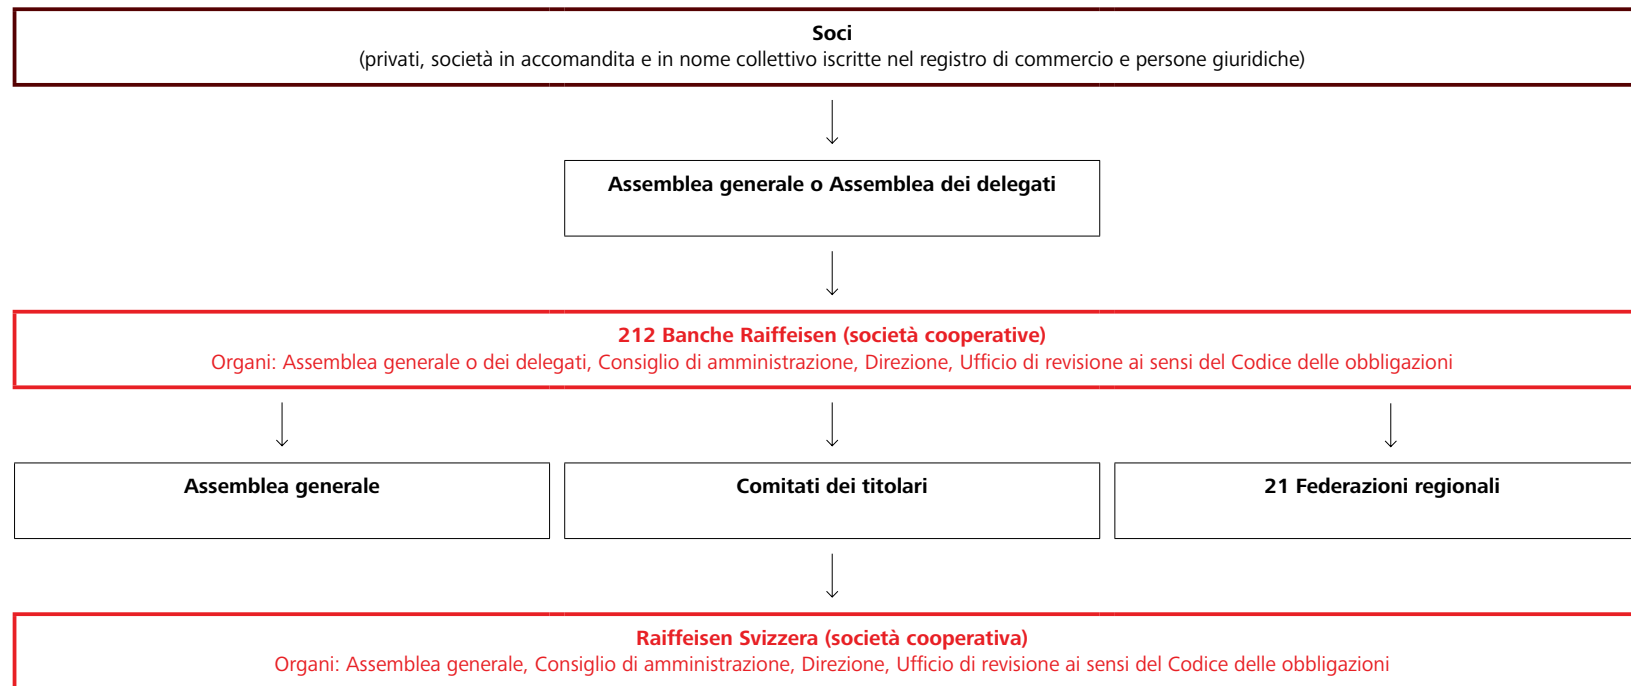 Soci
(privati, società in accomandita e in nome collettivo iscritte nel registro di commercio e persone giuridiche)
Assemblea generale o Assemblea dei delegati
212 Banche Raiffeisen (società cooperative)
Organi: Assemblea generale o dei delegati, Consiglio di amministrazione, Direzione, Ufficio di revisione ai sensi del Codice delle obbligazioni
Assemblea generale
Comitati dei titolari
21 Federazioni regionali
Raiffeisen Svizzera (società cooperativa)
Organi: Assemblea generale, Consiglio di amministrazione, Direzione, Ufficio di revisione ai sensi del Codice delle obbligazioni